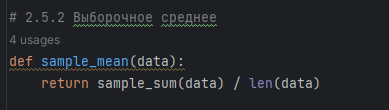 # 2.5.2 Выборочное среднее
4 usages
def sample_mean(data):
    return sample_sum(data) / len(data)